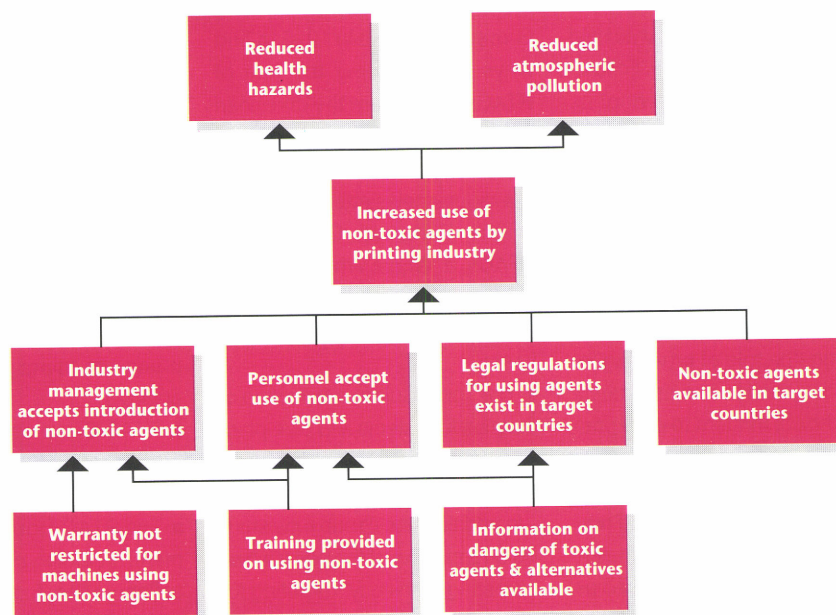 Reduced
health
hazards
Reduced
atmospheric
pollution
Increased use of
non-toxic agents by
printing industry
Industry
management
accepts introduction
of non-toxic agents
Personnel accept
use of non-toxic
agents
Legal regulations
for using agents
exist in target
countries
Non-toxic agents
available in target
countries
Warranty not
restricted for
machines using
non-toxic agents
Training provided
on using non-toxic
agents
Information on
dangers of toxic
agents & alternatives
available